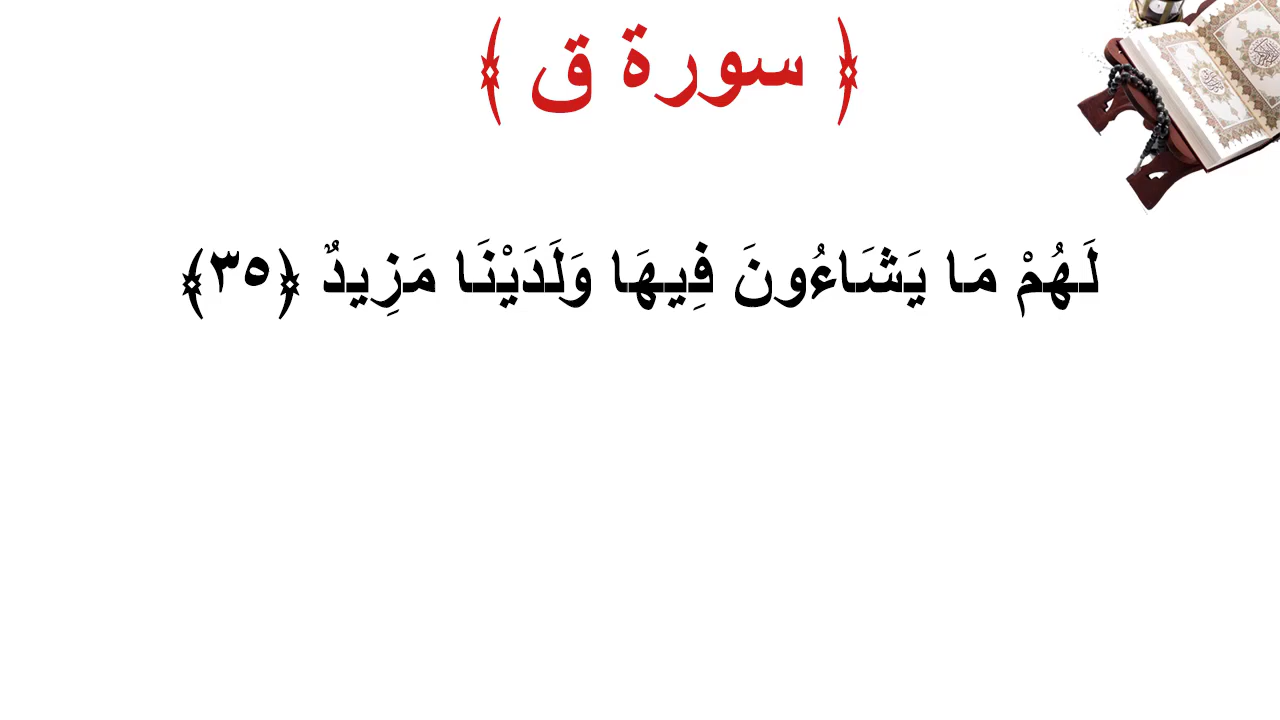 ﴿ سورة ق ﴾
لَهُمْ مَا يَشَاءُونَ فِيهَا وَلَدَيْنَا مَزِيدٌ ﴿٣٥﴾